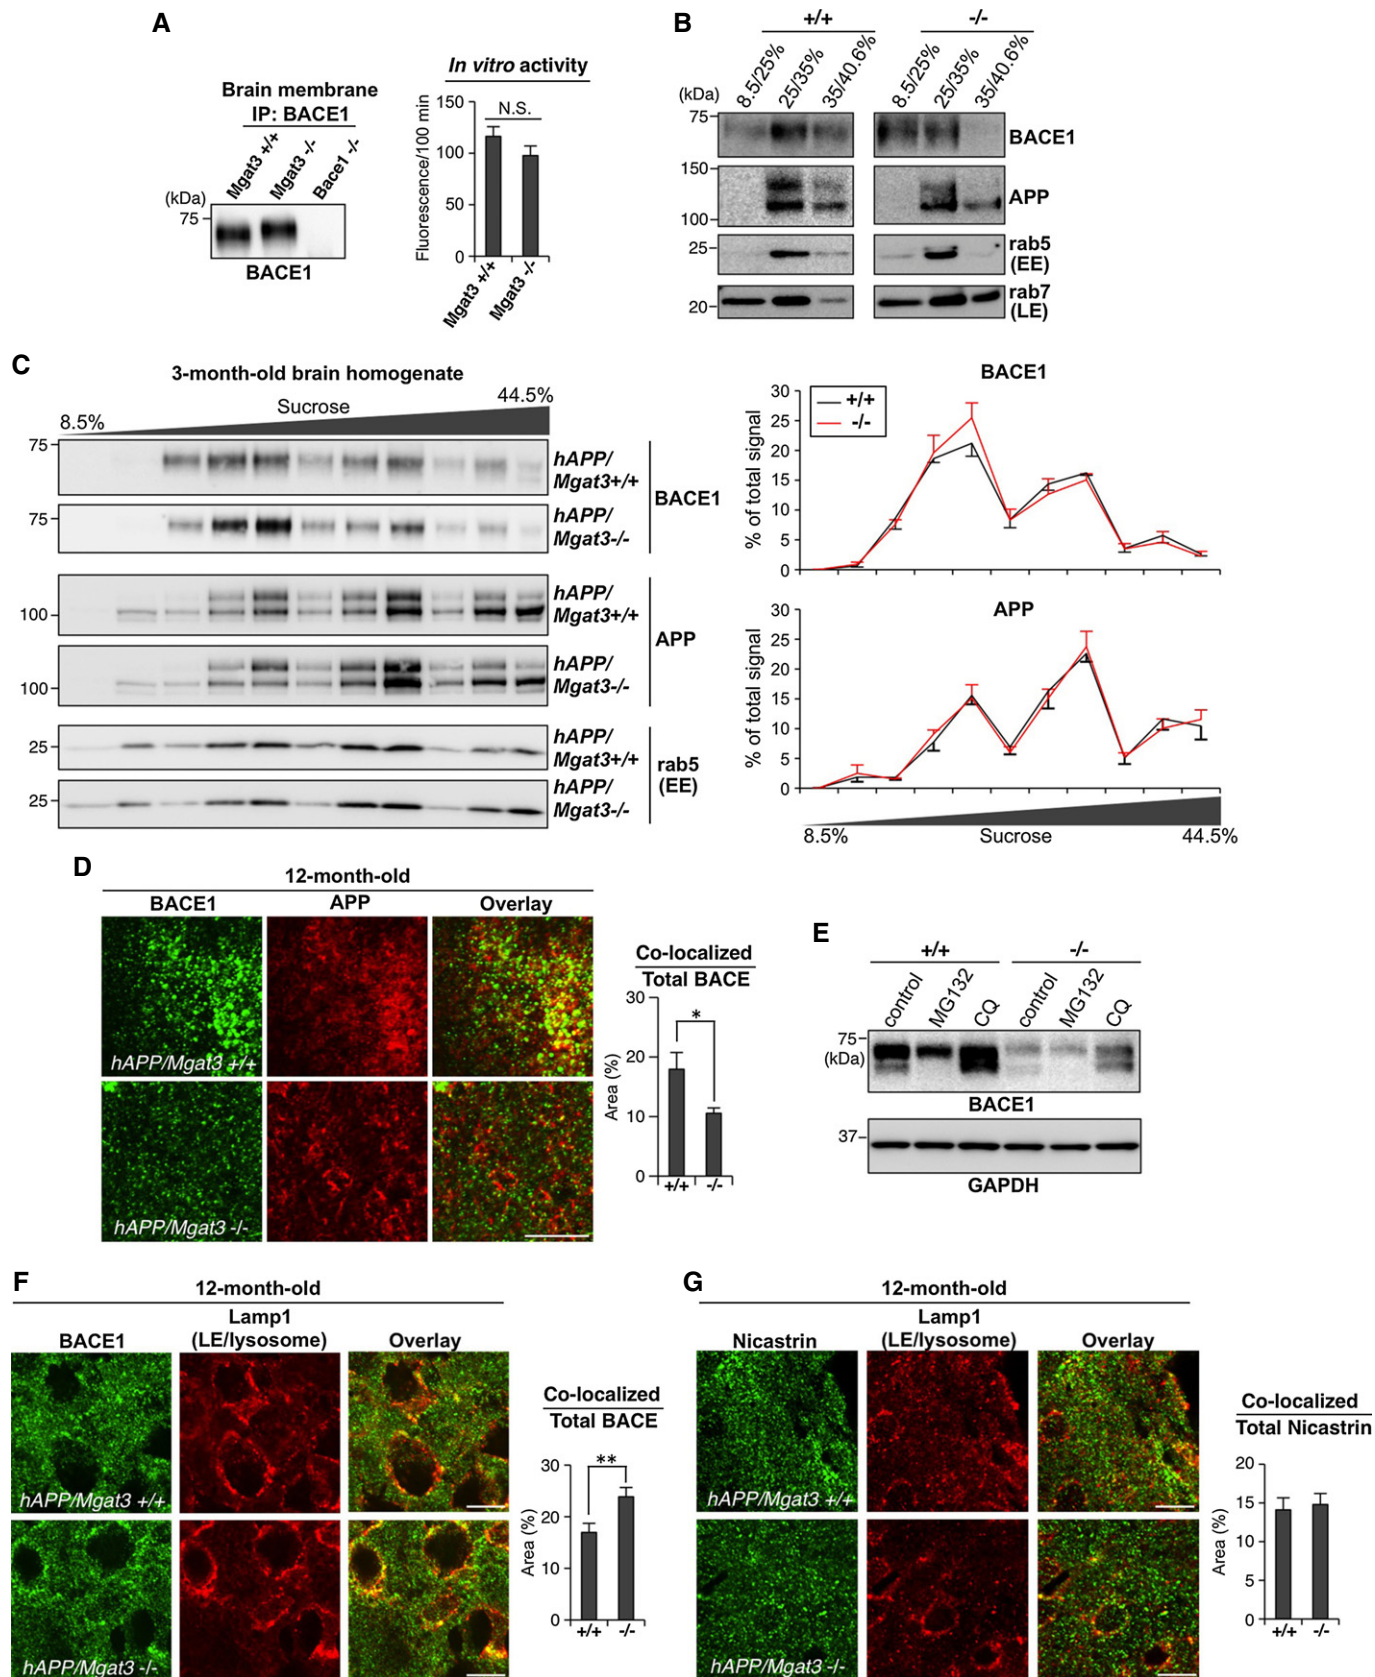 A
Brain membrane
IP: BACE1
Mgat3 +/+
Mgat3 -/-
Bace1 -/-
(kDa)
75
BACE1
In vitro activity
N.S.
Fluorescence/100 min
150
100
50
0
Mgat3 +/+
Mgat3 -/-
B
+/+
-/-
8.5/25%
25/35%
35/40.6%
8.5/25%
25/35%
35/40.6%
(kDa)
75
BACE1
150
100
APP
25
rab5
(EE)
20
rab7
(LE)
C
3-month-old brain homogenate
8.5%
Sucrose
44.5%
75
hAPP/
Mgat3+/+
75
hAPP/
Mgat3-/-
BACE1
100
hAPP/
Mgat3+/+
100
hAPP/
Mgat3-/-
APP
25
hAPP/
Mgat3+/+
25
hAPP/
Mgat3-/-
rab5
(EE)
BACE1
+/+
-/-
% of total signal
30
25
20
15
10
5
0
APP
% of total signal
30
25
20
15
10
5
0
8.5%
Sucrose
44.5%
D
12-month-old
BACE1
APP
Overlay
hAPP/Mgat3 +/+
hAPP/Mgat3 -/-
Co-localized
Total BACE
Area (%)
30
20
10
0
*
+/+
-/-
E
+/+
-/-
control
MG132
CQ
control
MG132
CQ
75
(kDa)
BACE1
37
GAPDH
F
12-month-old
BACE1
Lamp1
(LE/lysosome)
Overlay
hAPP/Mgat3 +/+
hAPP/Mgat3 -/-
Co-localized
Total BACE
Area (%)
30
20
10
0
**
+/+
-/-
G
12-month-old
Nicastrin
Lamp1
(LE/lysosome)
Overlay
hAPP/Mgat3 +/+
hAPP/Mgat3 -/-
Co-localized
Total Nicastrin
Area (%)
20
15
10
5
0
+/+
-/-